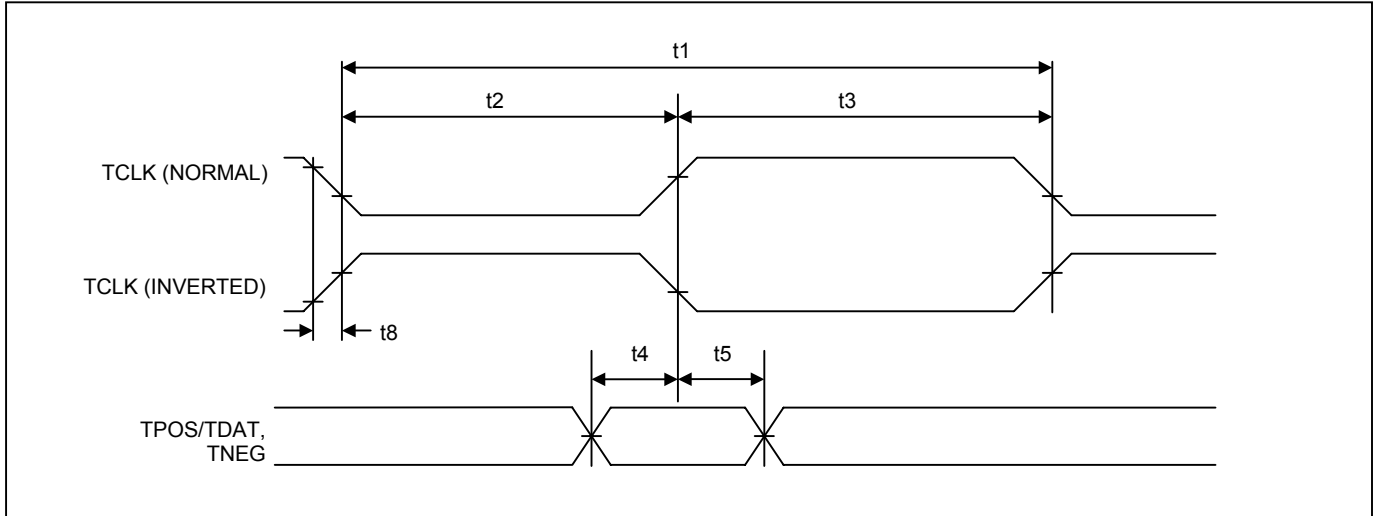 t1
t2
t3
TCLK (NORMAL)
TCLK (INVERTED)
t8
t4
t5
TPOS/TDAT,
TNEG